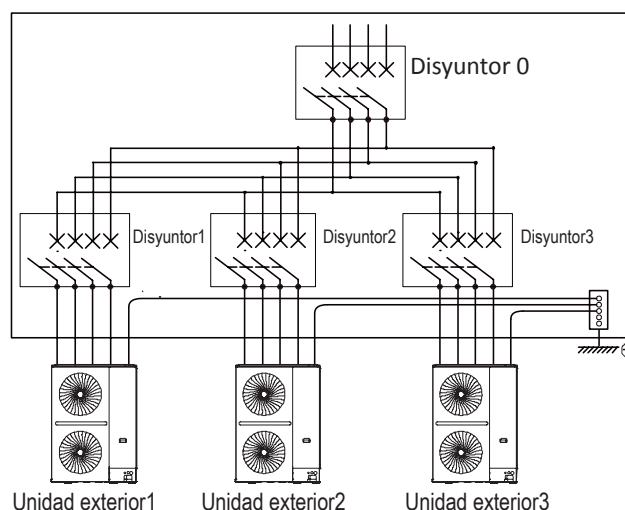 Disyuntor 0
Disyuntor1
Disyuntor2
Disyuntor3
Unidad exterior1
Unidad exterior2
Unidad exterior3